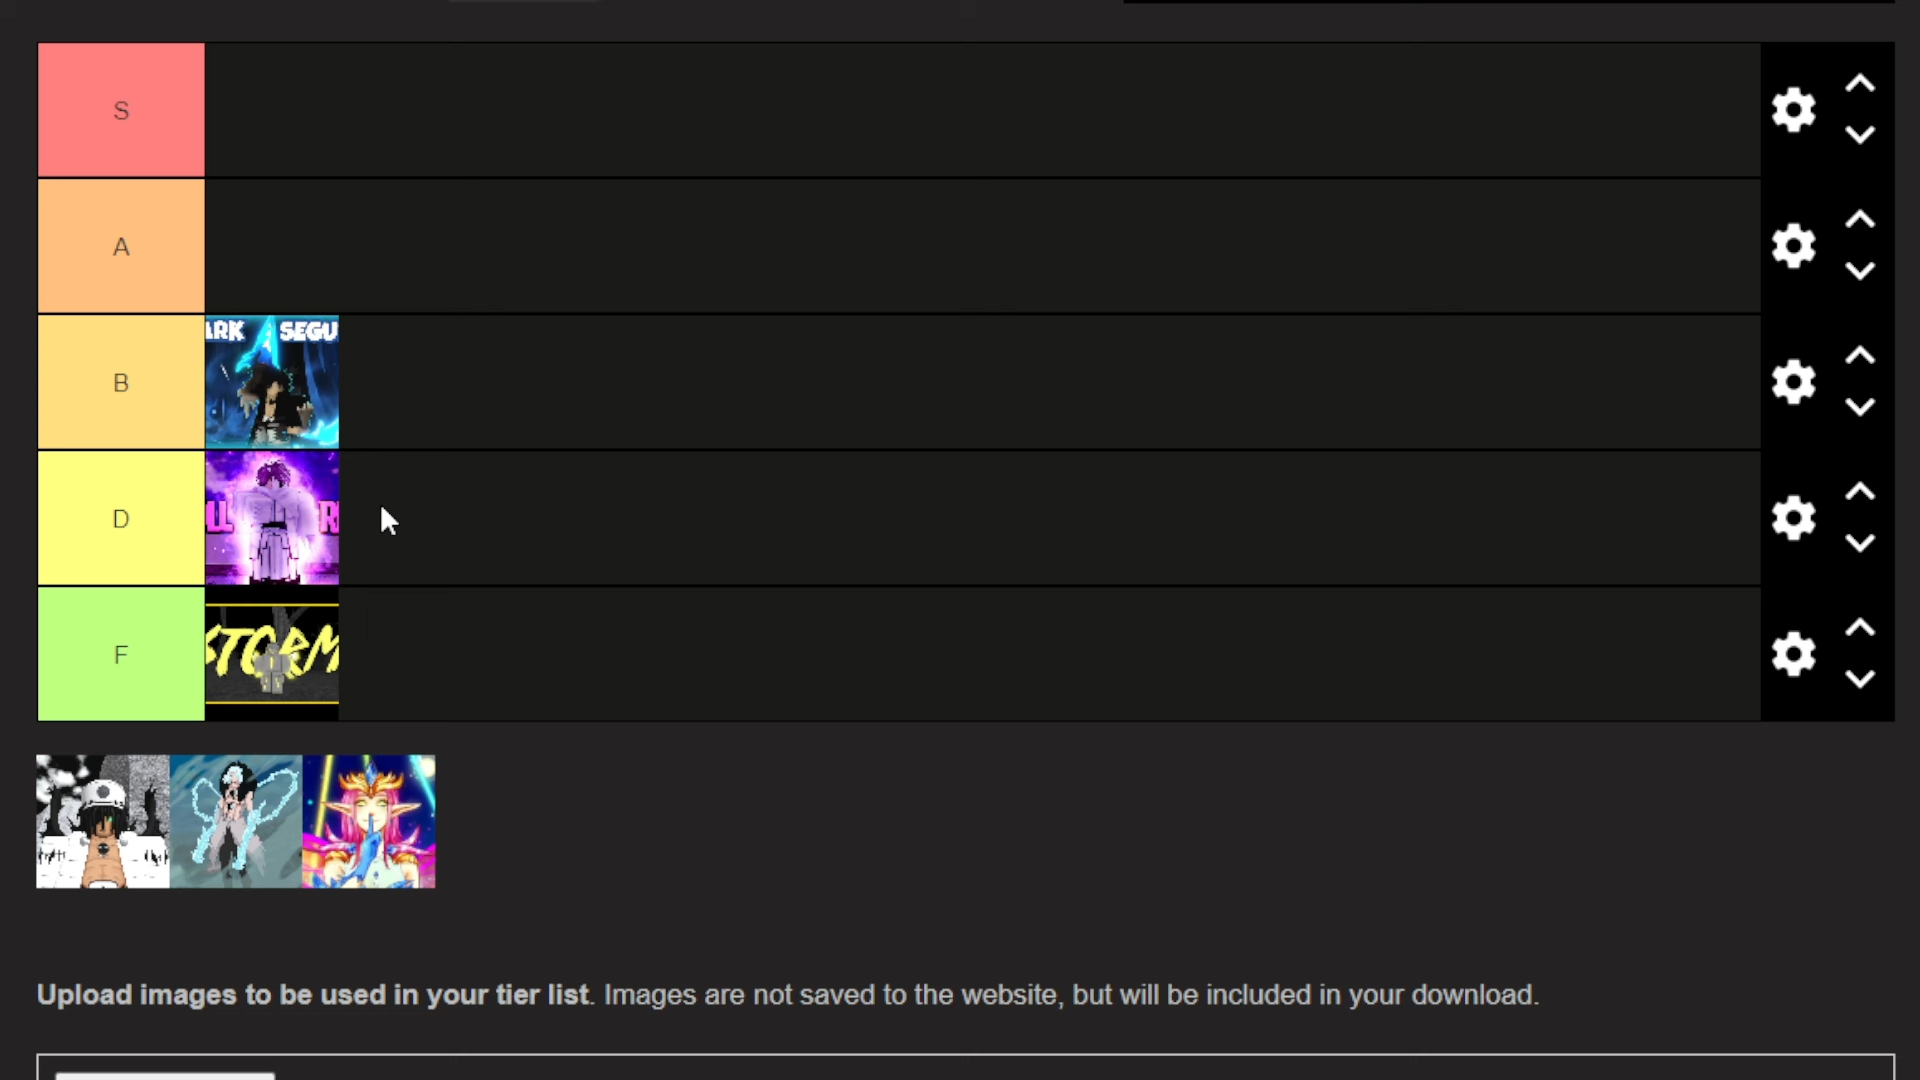 S
A
B
ARK SEGU
D
LL R
F
STORM
Upload images to be used in your tier list. Images are not saved to the website, but will be included in your download.